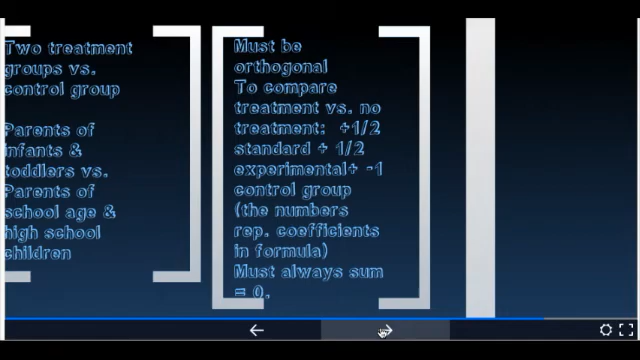 Two treatment
groups vs.
control group
Parents of
infants &
toddlers vs.
Parents of
school age &
high school
children
Must be
orthogonal
To compare
treatment vs. no
treatment: +1/2
standard + 1/2
experimental+ -1
control group
(the numbers
rep. coefficients
in formula)
Must always sum
= 0.